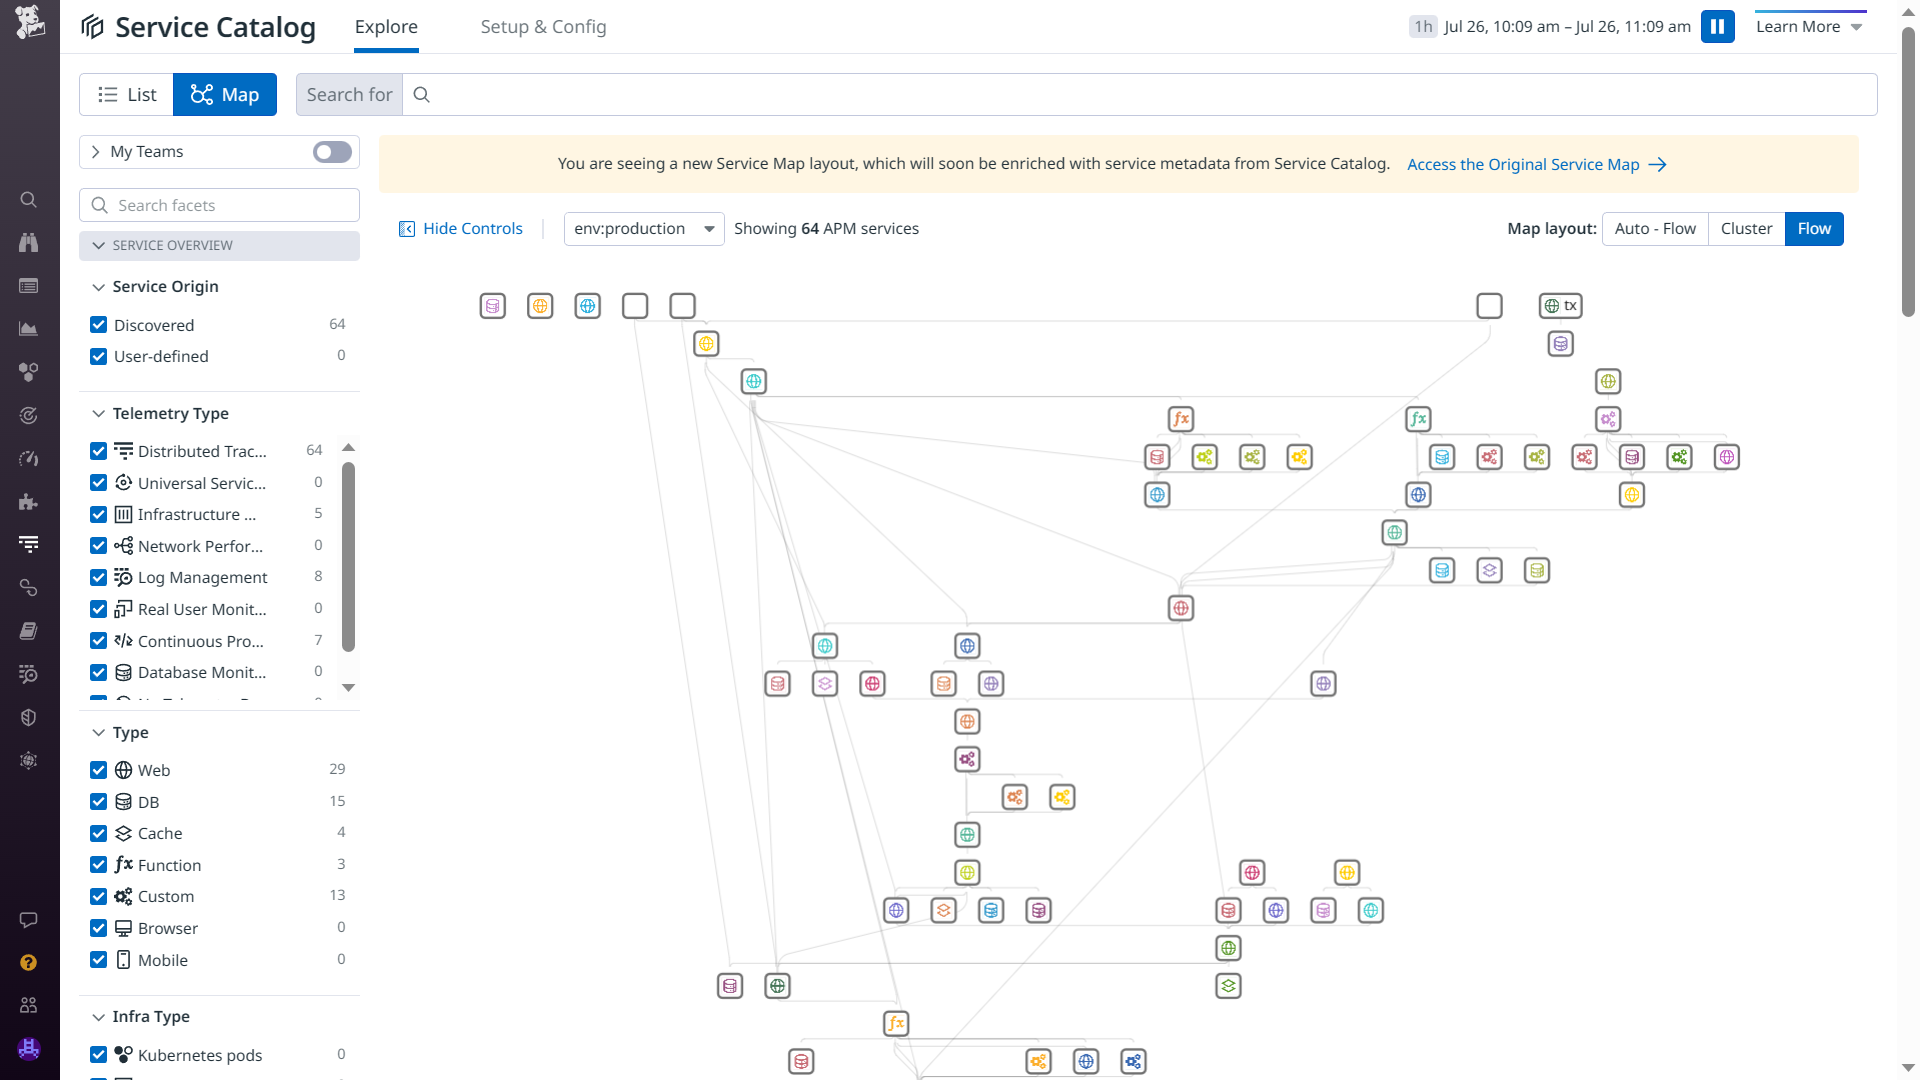 Service Catalog
Explore
Setup & Config
1h Jul 26, 10:09 am – Jul 26, 11:09 am
Learn More
List
Map
Search for
My Teams
You are seeing a new Service Map layout, which will soon be enriched with service metadata from Service Catalog. Access the Original Service Map
Search facets
Hide Controls
env:production
Showing 64 APM services
Map layout:
Auto - Flow
Cluster
Flow
SERVICE OVERVIEW
Service Origin
Discovered 64
User-defined 0
Telemetry Type
Distributed Trac... 64
Universal Servic... 0
Infrastructure ... 5
Network Perfor... 0
Log Management 8
Real User Monit... 0
Continuous Pro... 7
Database Monit... 0
Type
Web 29
DB 15
Cache 4
Function 3
Custom 13
Browser 0
Mobile 0
Infra Type
Kubernetes pods 0
tx
fx
fx
fx